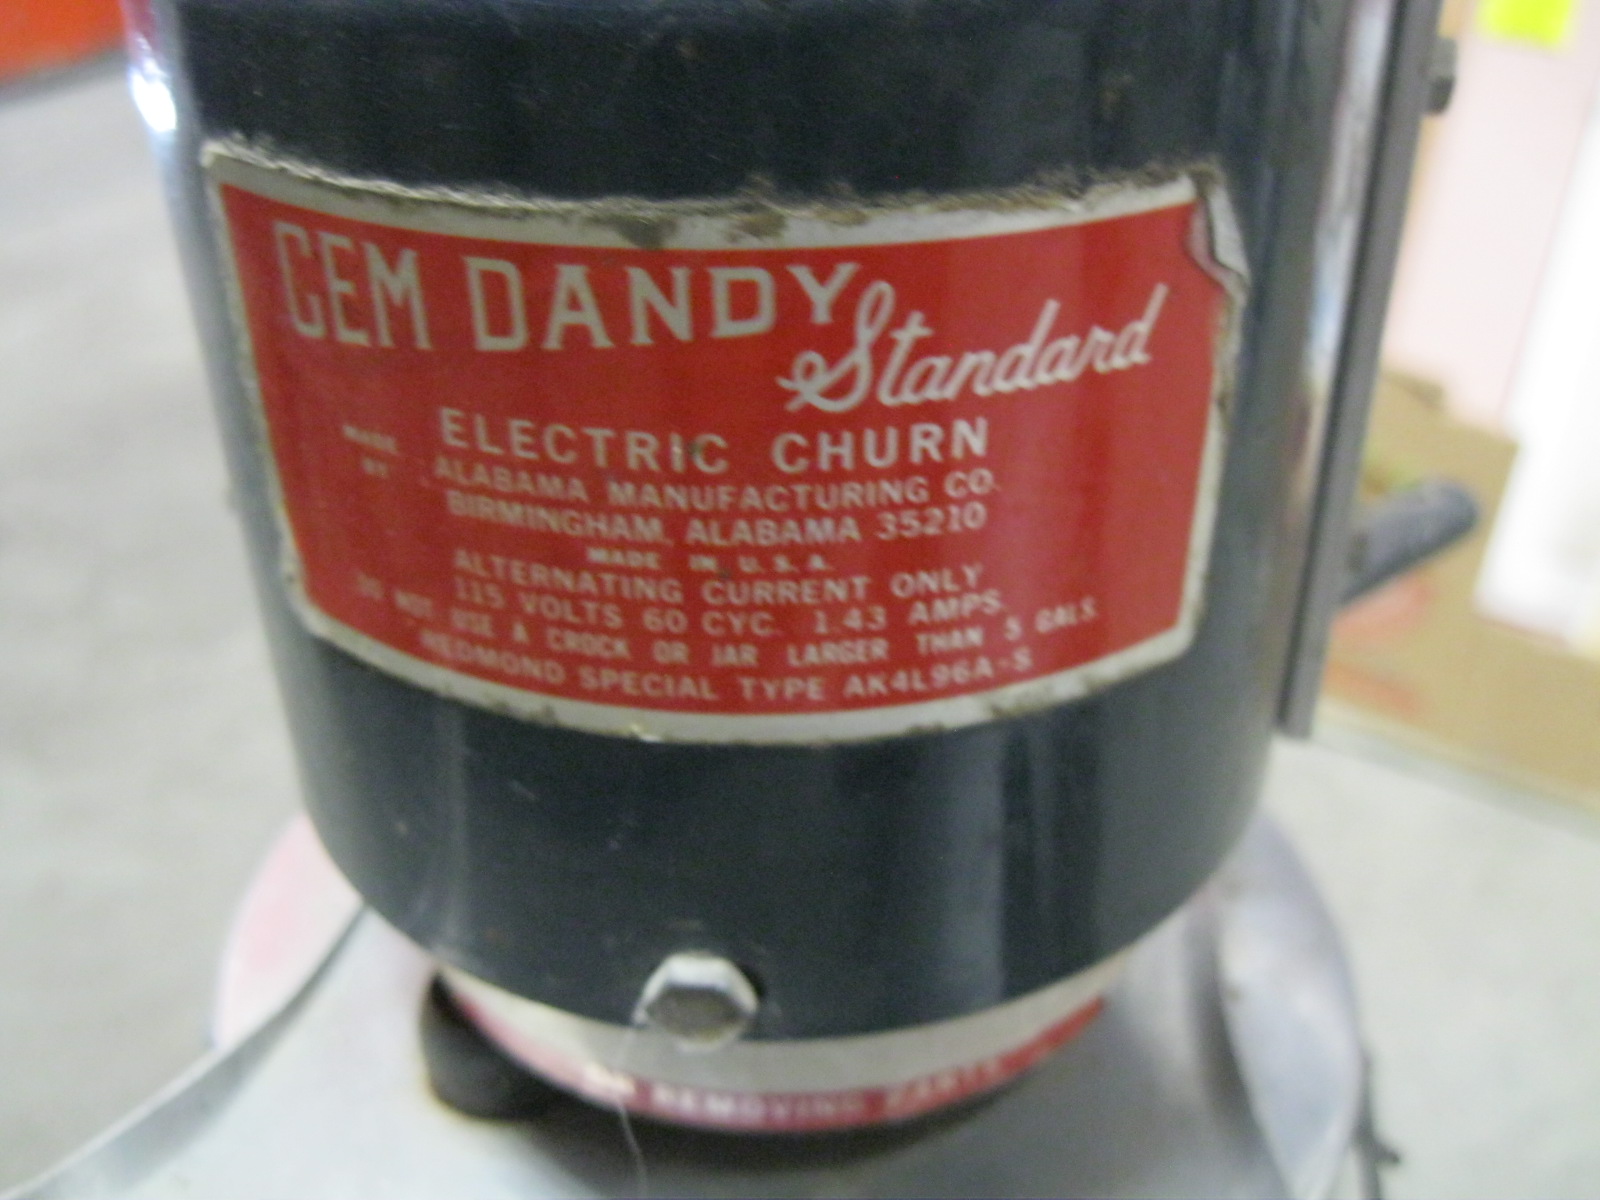 GEM DANDY
Standard
ELECTRIC CHURN
MADE BY ALABAMA MANUFACTURING CO.
BIRMINGHAM, ALABAMA 35210
MADE IN U.S.A.
ALTERNATING CURRENT ONLY
115 VOLTS 60 CYC. 1.43 AMPS.
DO NOT USE A CROCK OR JAR LARGER THAN 5 GALS.
REDMOND SPECIAL TYPE AK4L96A-S
REMOVING PARTS